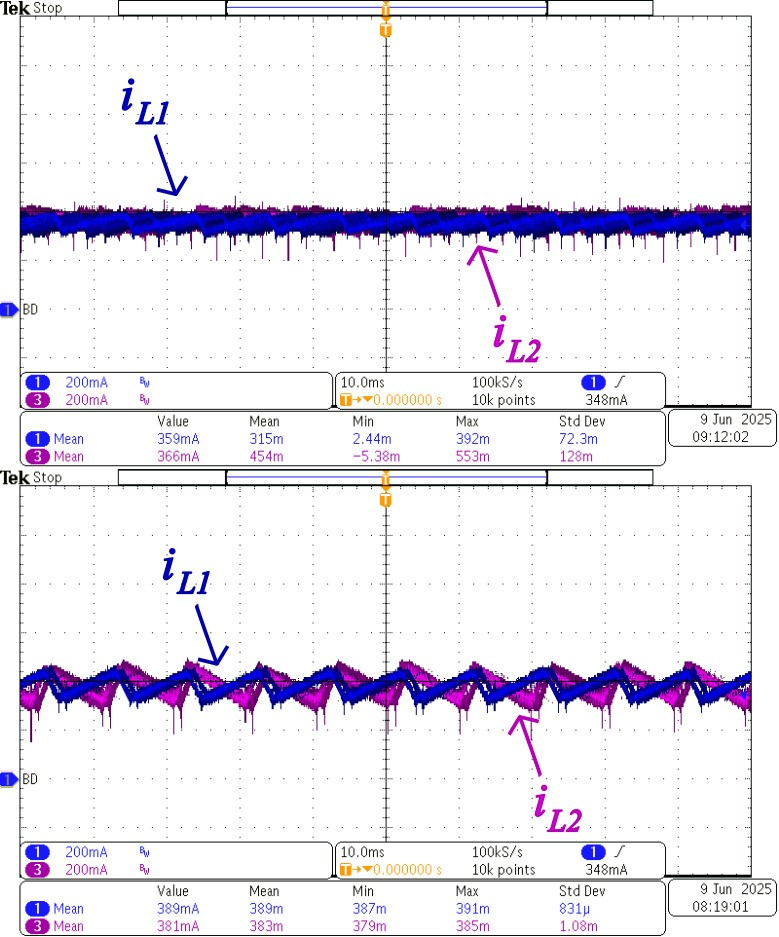 Tek Stop
T
T
iL1
iL2
1 BD
1 200mA BW
3 200mA BW
10.0ms 100kS/s 1
T→▼0.000000 s 10k points 348mA
Value Mean Min Max Std Dev
1 Mean 359mA 315m 2.44m 392m 72.3m
3 Mean 366mA 454m −5.38m 553m 128m
9 Jun 2025
09:12:02
Tek Stop
T
T
iL1
iL2
1 BD
1 200mA BW
3 200mA BW
10.0ms 100kS/s 1
T→▼0.000000 s 10k points 348mA
Value Mean Min Max Std Dev
1 Mean 389mA 389m 387m 391m 831µ
3 Mean 381mA 383m 379m 385m 1.08m
9 Jun 2025
08:19:01